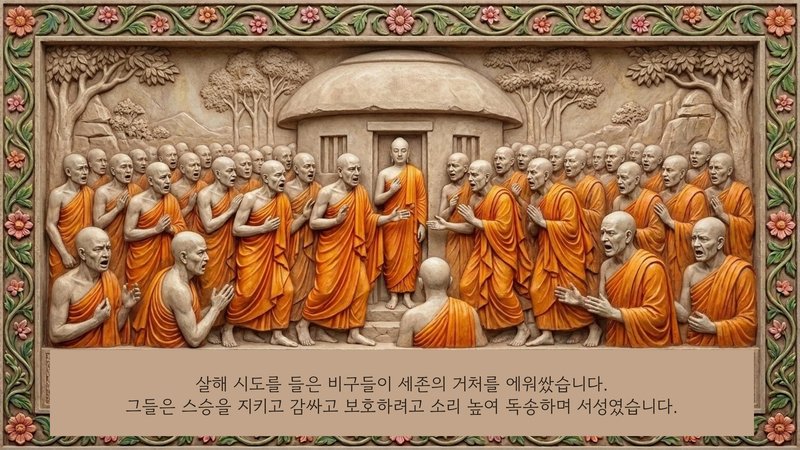 살해 시도를 들은 비구들이 세존의 거처를 에워쌌습니다.
그들은 스승을 지키고 감싸고 보호하려고 소리 높여 독송하며 서성였습니다.